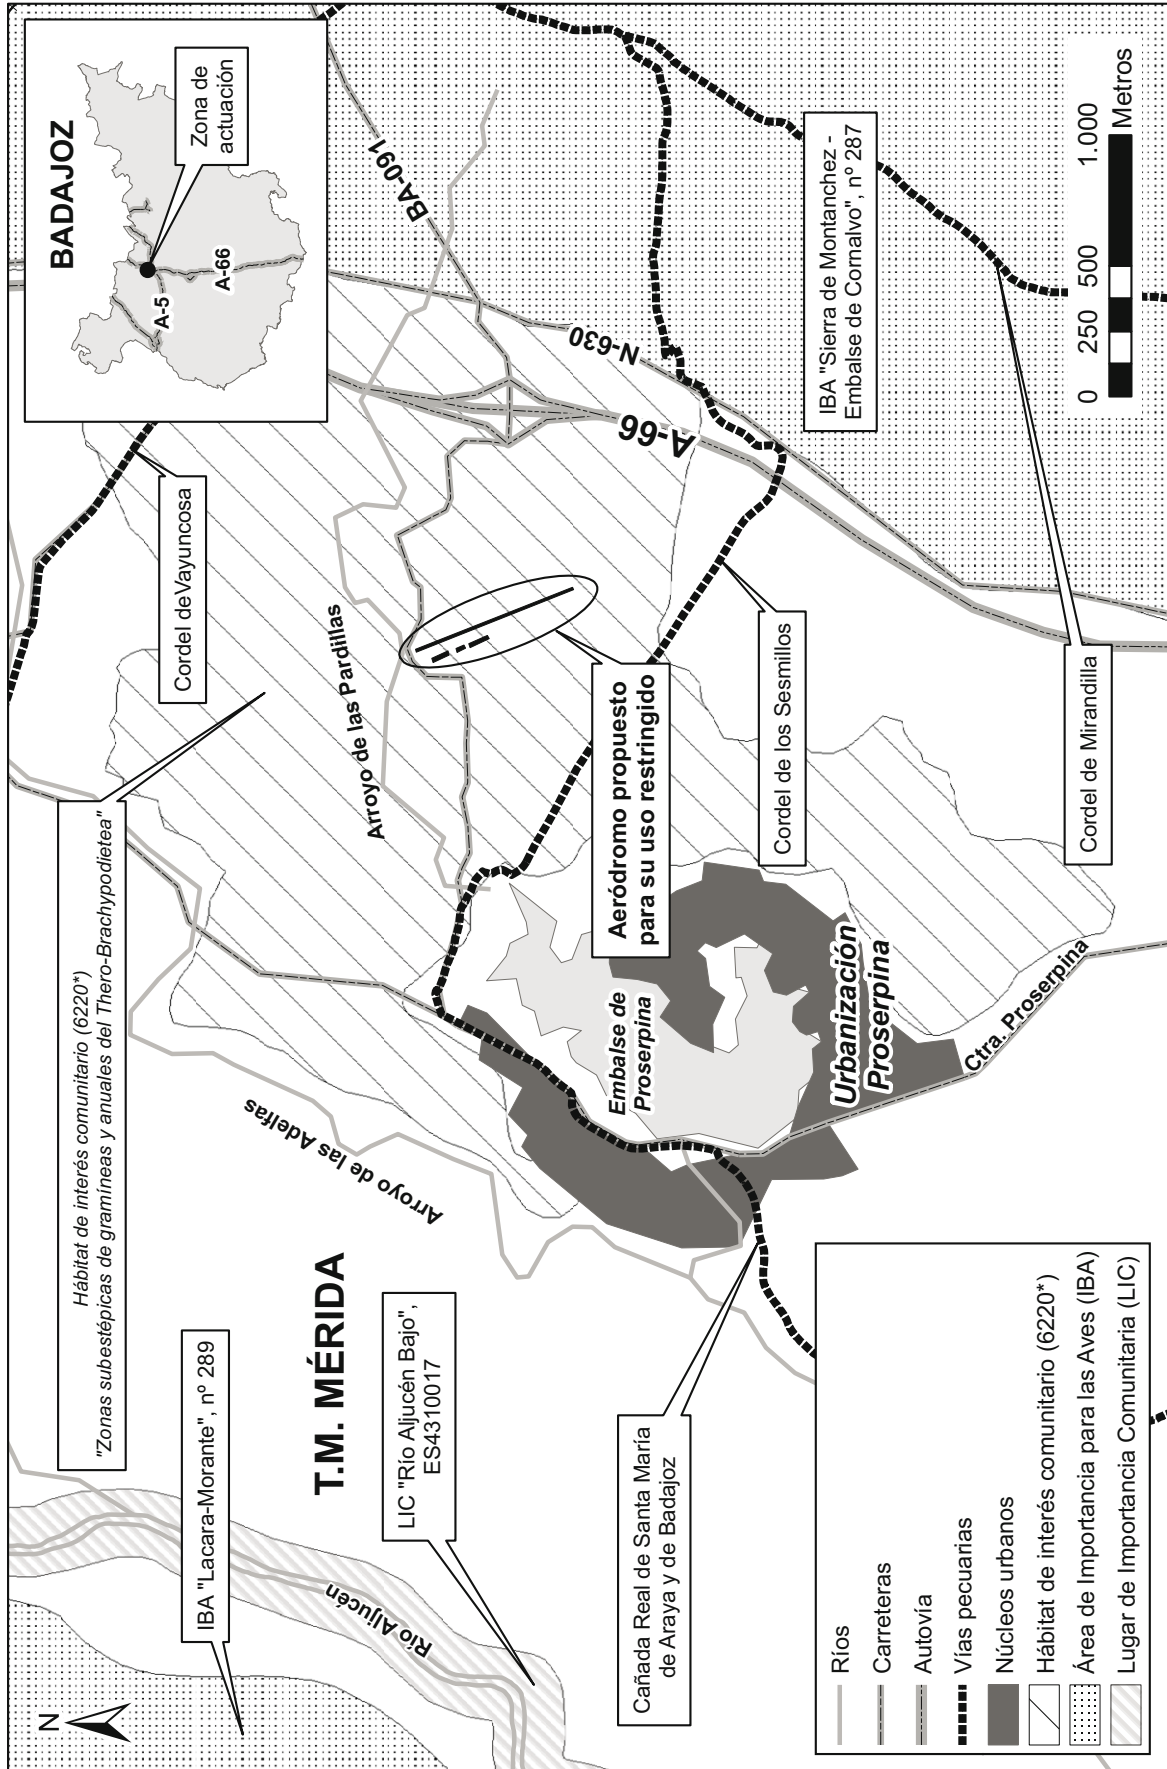 BADAJOZ
Zona de
actuación
A-5
A-66
Hábitat de interés comunitario (6220*)
"Zonas subestépicas de gramíneas y anuales del Thero-Brachypodietea"
Cordel de Vayuncosa
BA-091
IBA "Lacara-Morante", nº 289
N
T.M. MÉRIDA
LIC "Río Aljucén Bajo",
ES4310017
Río Aljucén
Arroyo de las Adelfas
Arroyo de las Pardillas
N-630
A-66
Aeródromo propuesto
para su uso restringido
Embalse de
Proserpina
Urbanización
Proserpina
Ctra. Proserpina
Cordel de los Sesmillos
Cañada Real de Santa María
de Araya y de Badajoz
IBA "Sierra de Montanchez -
Embalse de Cornalvo", nº 287
Cordel de Mirandilla
Ríos
Carreteras
Autovía
Vías pecuarias
Núcleos urbanos
Hábitat de interés comunitario (6220*)
Área de Importancia para las Aves (IBA)
Lugar de Importancia Comunitaria (LIC)
0 250 500 1.000
Metros